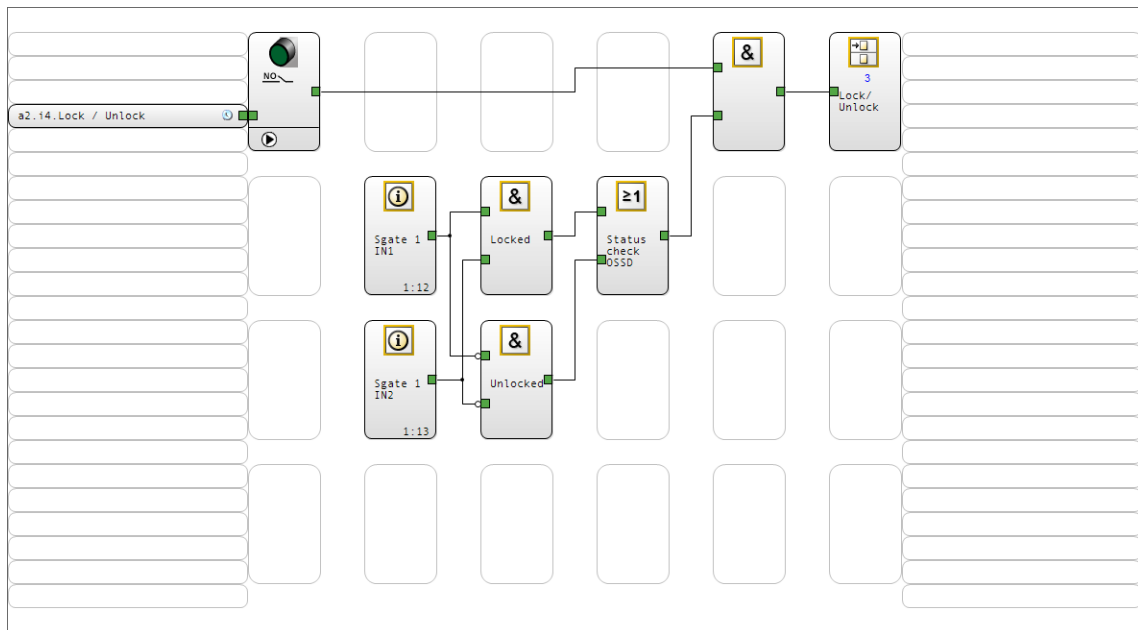 NO
&
3
Lock/
Unlock
a2.i4.Lock / Unlock
&
≥1
Sgate 1
IN1
1:12
Locked
Status
check
OSSD
&
Sgate 1
IN2
1:13
Unlocked